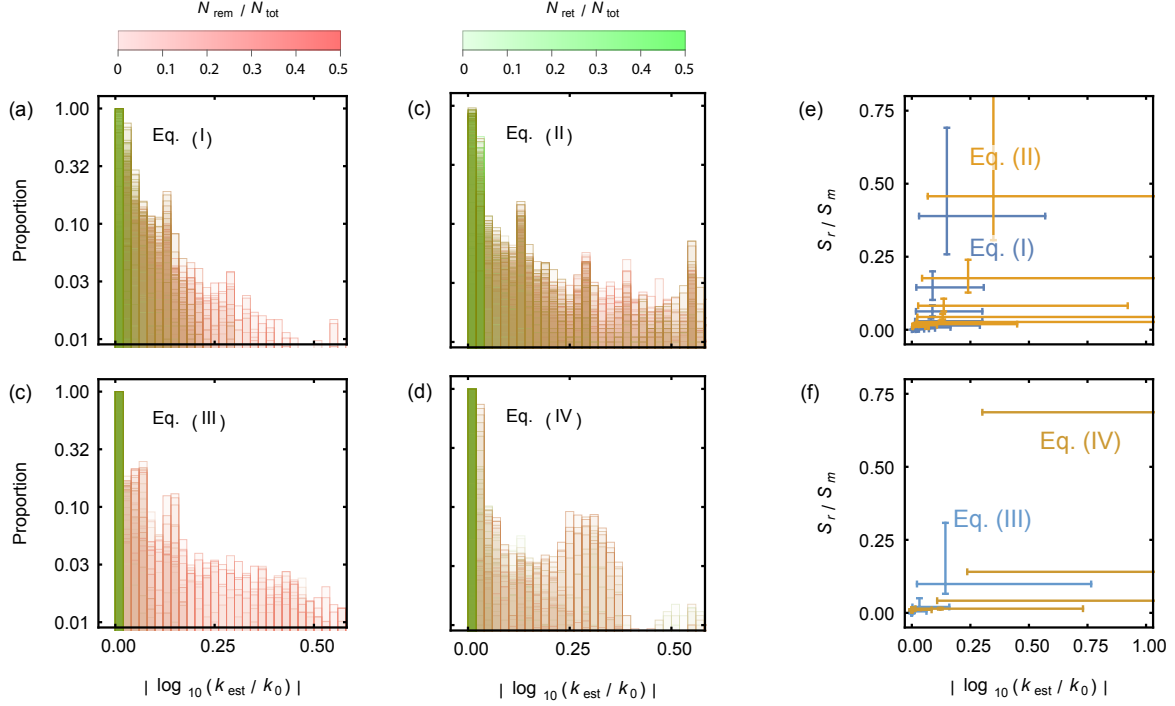 N rem / N tot
N ret / N tot
0 0.1 0.2 0.3 0.4 0.5
0 0.1 0.2 0.3 0.4 0.5
(a)
Proportion
1.00
0.32
0.10
0.03
0.01
Eq. (I)
(c)
Eq. (II)
(e)
S r / S m
0.75
0.50
0.25
0.00
Eq. (II)
Eq. (I)
(c)
Proportion
1.00
0.32
0.10
0.03
0.01
Eq. (III)
0.00 0.25 0.50
| log 10 ( k est / k 0 ) |
(d)
Eq. (IV)
0.00 0.25 0.50
| log 10 ( k est / k 0 ) |
(f)
S r / S m
0.75
0.50
0.25
0.00
Eq. (IV)
Eq. (III)
0.00 0.25 0.50 0.75 1.00
| log 10 ( k est / k 0 ) |